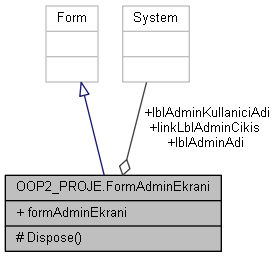 Form
System
+lblAdminKullaniciAdi
+linkLblAdminCikis
+lblAdminAdi
OOP2_PROJE.FormAdminEkrani
+ formAdminEkrani
# Dispose()